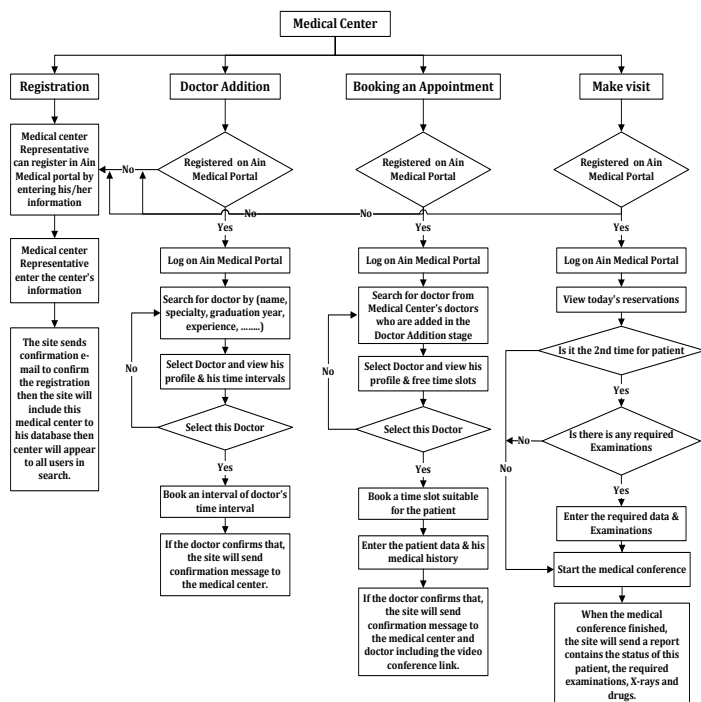 Medical Center
Registration
Doctor Addition
Booking an Appointment
Make visit
Medical center
Representative
can register in Ain
Medical portal by
entering his/her
information
Medical center
Representative
enter the center's
information
The site sends
confirmation e-
mail to confirm
the registration
then the site will
include this
medical center to
his database then
center will appear
to all users in
search.
Registered on Ain
Medical Portal
No
No
Yes
Log on Ain Medical Portal
Search for doctor by (name,
specialty, graduation year,
experience, ........)
Select Doctor and view his
profile & his time intervals
No
Select this Doctor
Yes
Book an interval of doctor's
time interval
If the doctor confirms that,
the site will send
confirmation message to
the medical center.
Registered on Ain
Medical Portal
No
Yes
Log on Ain Medical Portal
Search for doctor from
Medical Center's doctors
who are added in the
Doctor Addition stage
Select Doctor and view his
profile & free time slots
No
Select this Doctor
Yes
Book a time slot suitable
for the patient
Enter the patient data & his
medical history
If the doctor confirms that,
the site will send
confirmation message to
the medical center and
doctor including the video
conference link.
Registered on Ain
Medical Portal
Yes
Log on Ain Medical Portal
View today's reservations
Is it the 2nd time for patient
Yes
Is there is any required
Examinations
No
No
Yes
Enter the required data &
Examinations
Start the medical conference
When the medical
conference finished,
the site will send a report
contains the status of this
patient, the required
examinations, X-rays and
drugs.